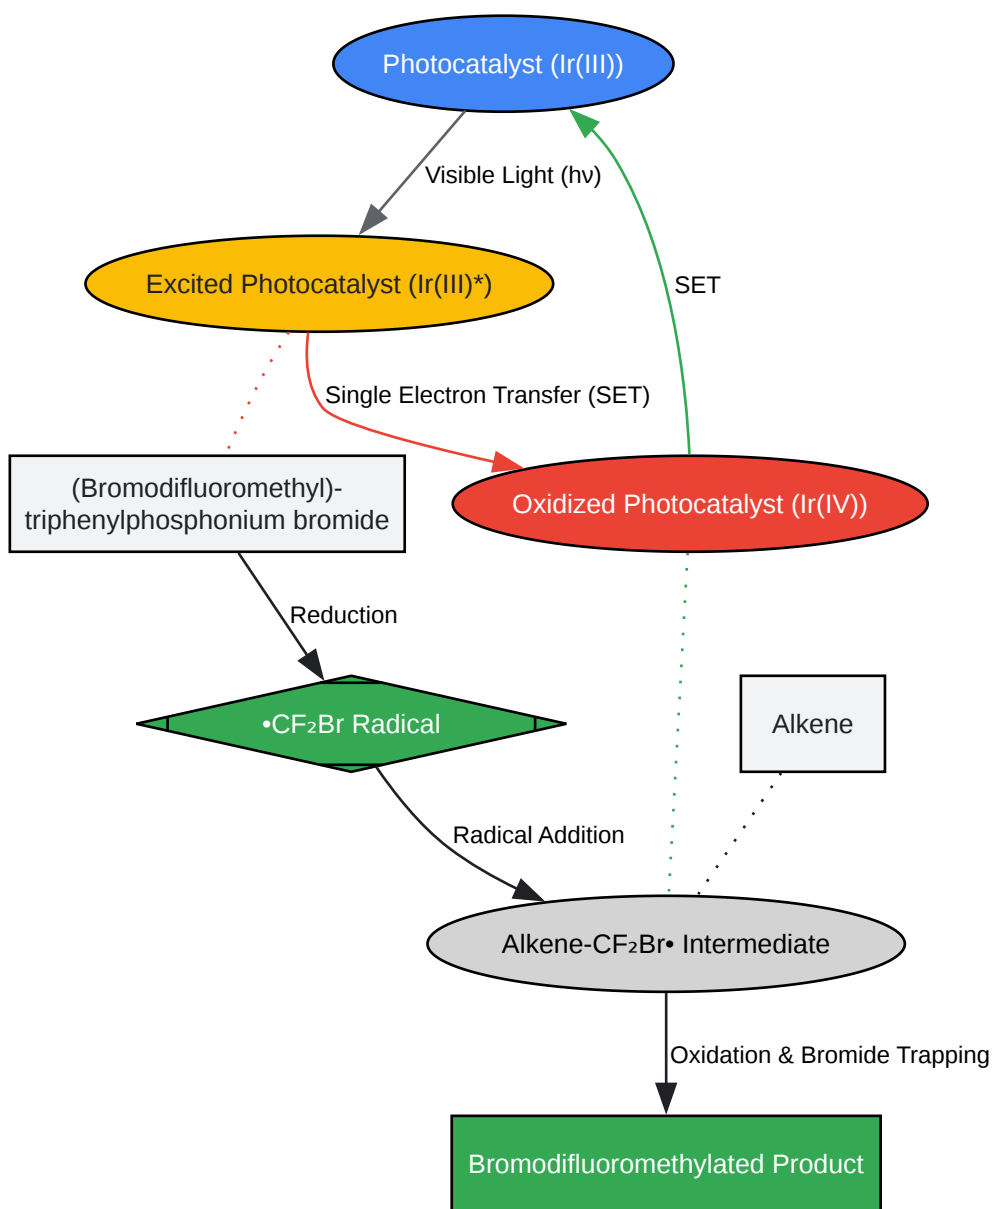 Photocatalyst (Ir(III))
Visible Light (hν)
Excited Photocatalyst (Ir(III)*)
SET
Single Electron Transfer (SET)
(Bromodifluoromethyl)-
triphenylphosphonium bromide
Oxidized Photocatalyst (Ir(IV))
Reduction
•CF₂Br Radical
Alkene
Radical Addition
Alkene-CF₂Br• Intermediate
Oxidation & Bromide Trapping
Bromodifluoromethylated Product